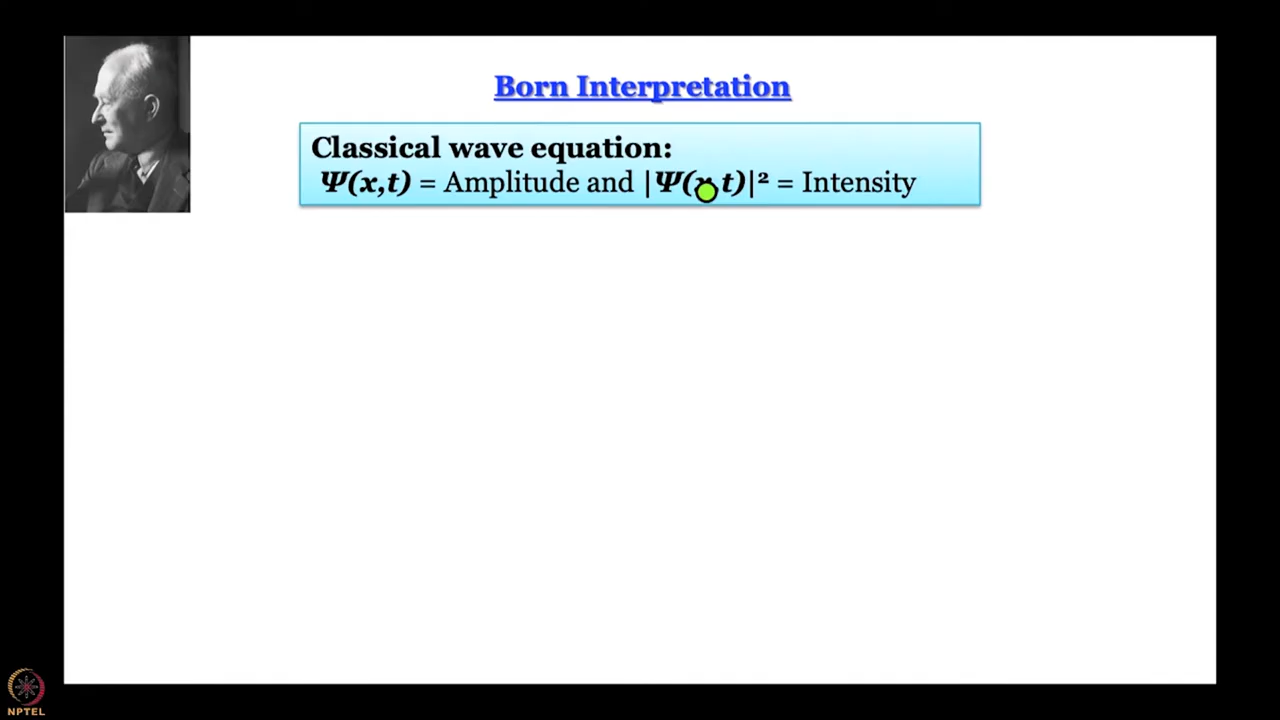 Born Interpretation
Classical wave equation:
Ψ(x,t) = Amplitude and |Ψ(x,t)|² = Intensity
NPTEL